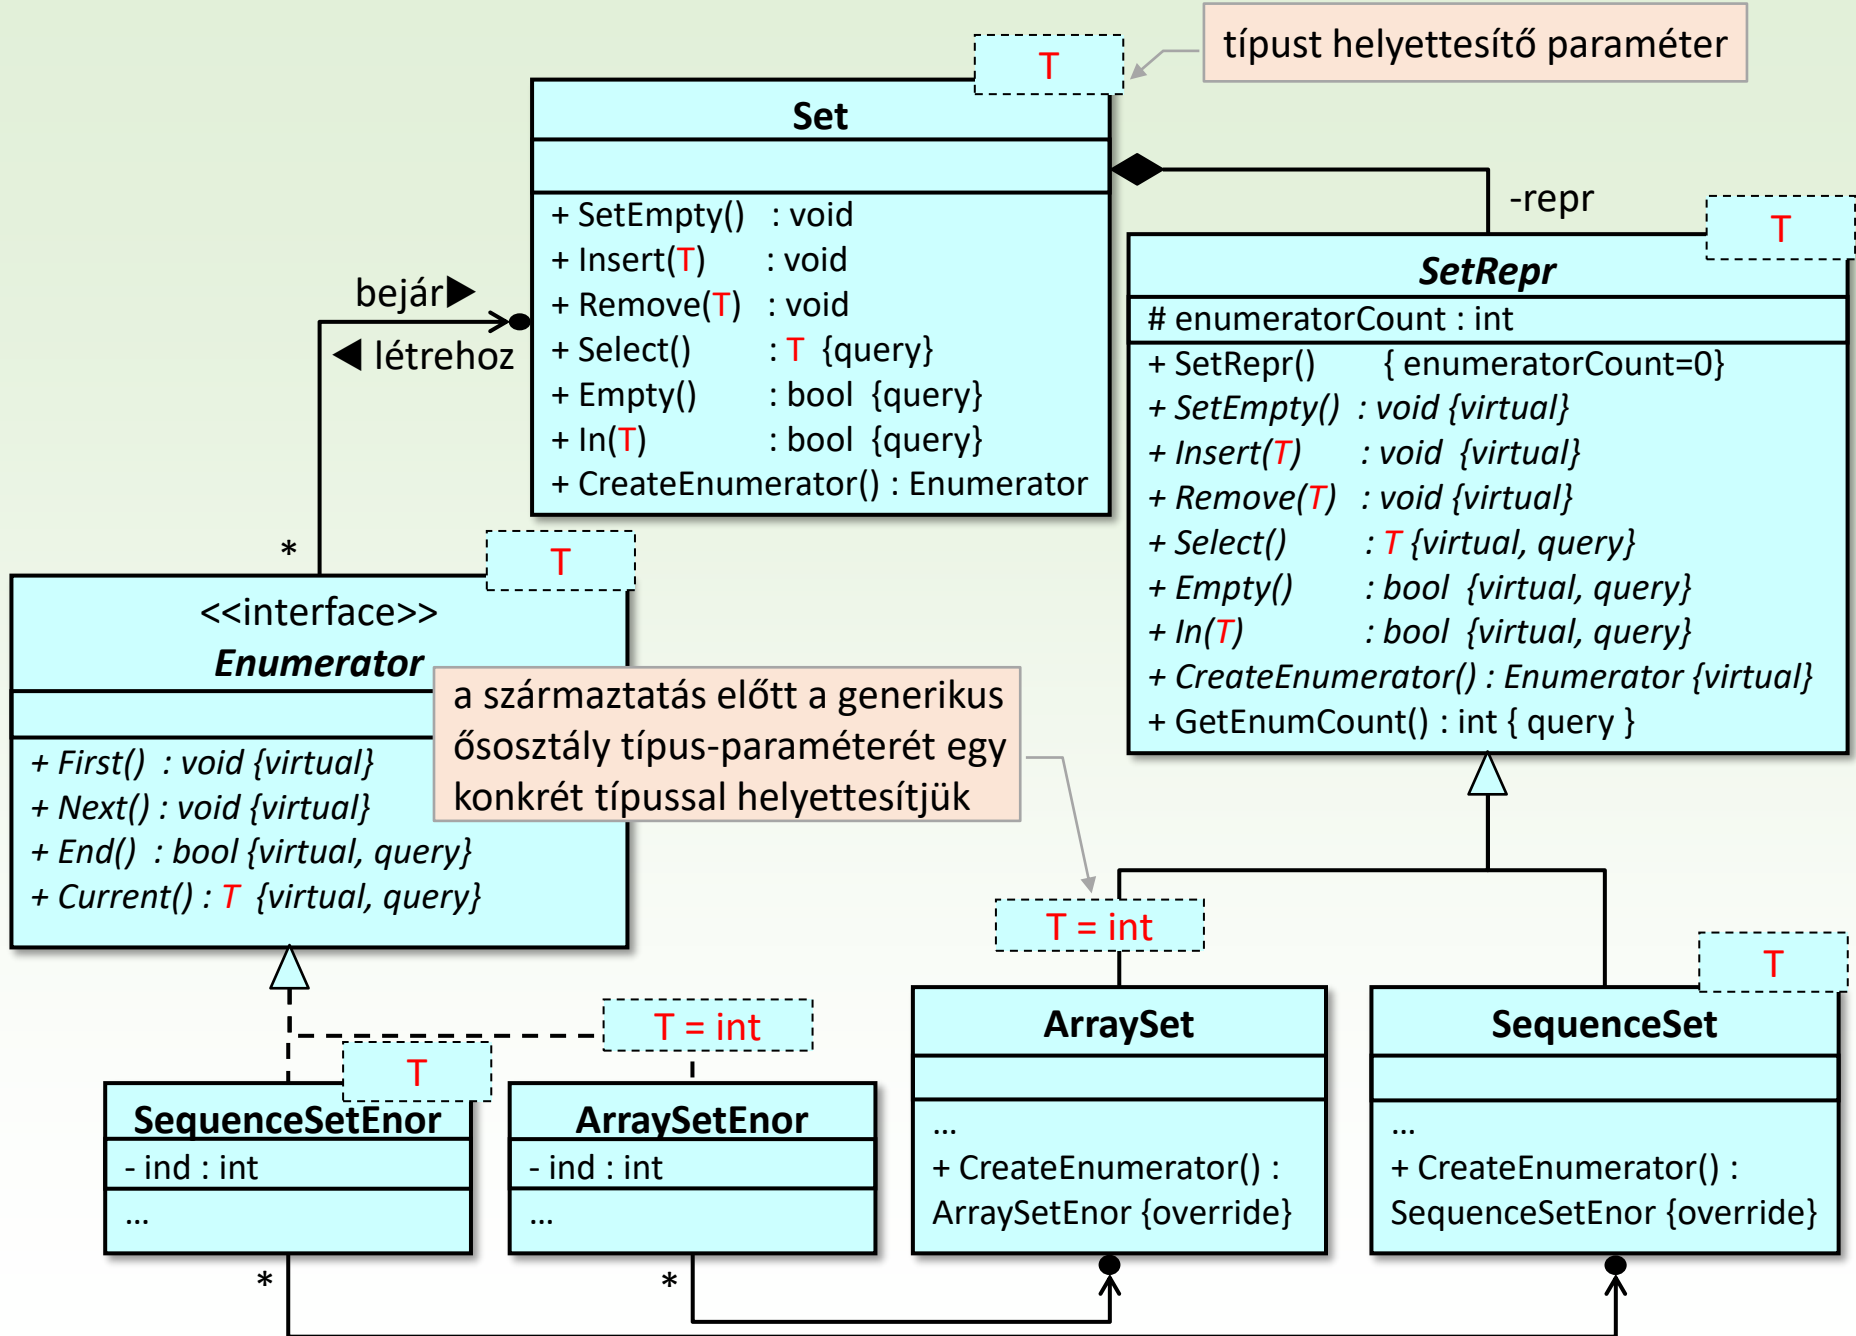 típust helyettesítő paraméter
T
Set
+ SetEmpty() : void
+ Insert(T) : void
+ Remove(T) : void
+ Select() : T {query}
+ Empty() : bool {query}
+ In(T) : bool {query}
+ CreateEnumerator() : Enumerator
-repr
T
SetRepr
# enumeratorCount : int
+ SetRepr() { enumeratorCount=0}
+ SetEmpty() : void {virtual}
+ Insert(T) : void {virtual}
+ Remove(T) : void {virtual}
+ Select() : T {virtual, query}
+ Empty() : bool {virtual, query}
+ In(T) : bool {virtual, query}
+ CreateEnumerator() : Enumerator {virtual}
+ GetEnumCount() : int { query }
bejár▶
◀ létrehoz
*
T
<<interface>>
Enumerator
+ First() : void {virtual}
+ Next() : void {virtual}
+ End() : bool {virtual, query}
+ Current() : T {virtual, query}
a származtatás előtt a generikus
ősosztály típus-paraméterét egy
konkrét típussal helyettesítjük
T = int
T
SequenceSetEnor
- ind : int
...
*
T = int
ArraySetEnor
- ind : int
...
*
ArraySet
...
+ CreateEnumerator() :
ArraySetEnor {override}
T
SequenceSet
...
+ CreateEnumerator() :
SequenceSetEnor {override}